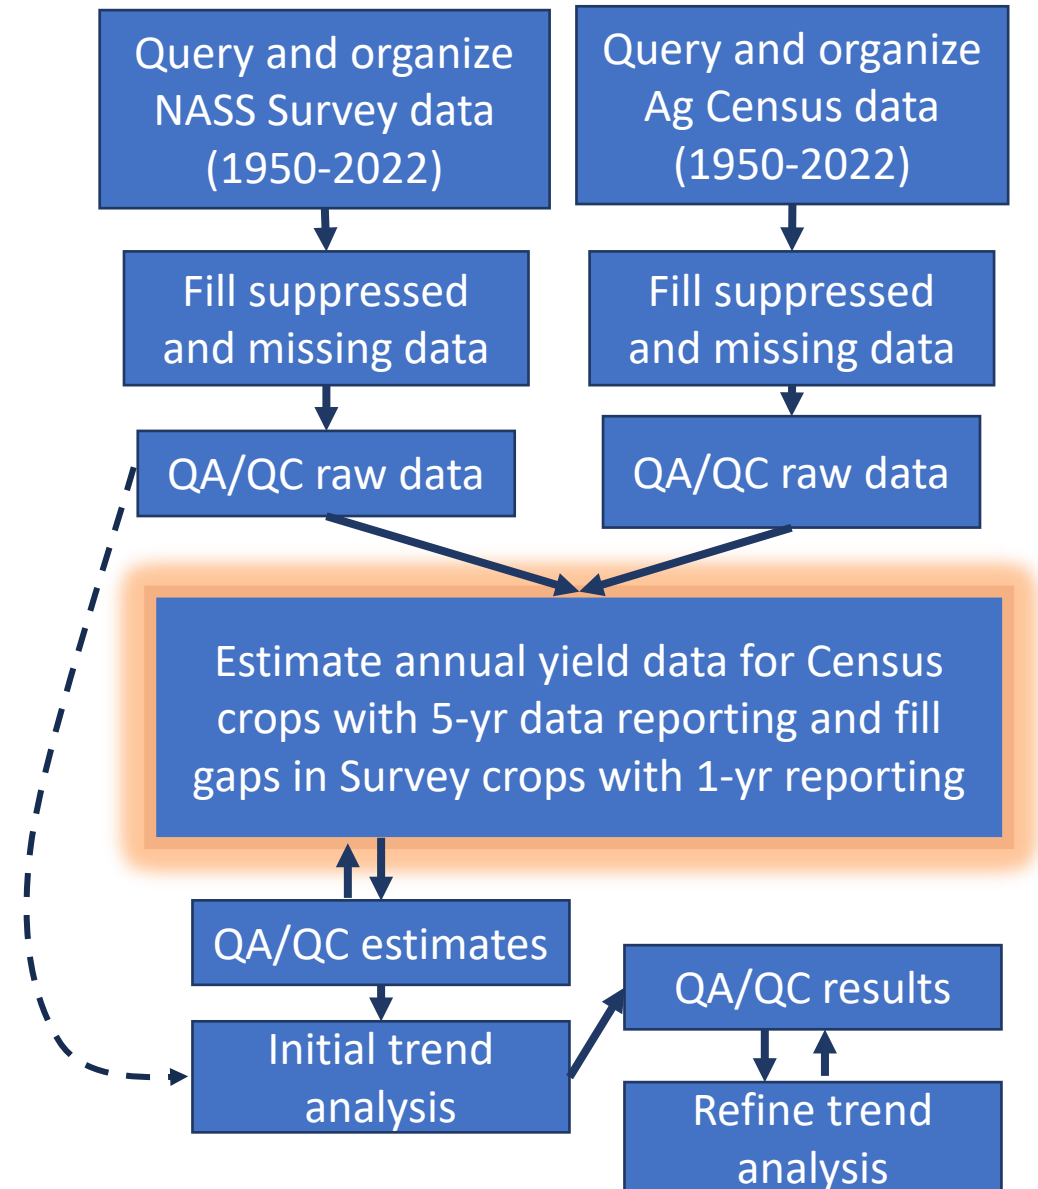 Query and organize
NASS Survey data
(1950-2022)
Query and organize
Ag Census data
(1950-2022)
Fill suppressed
and missing data
Fill suppressed
and missing data
QA/QC raw data
QA/QC raw data
Estimate annual yield data for Census
crops with 5-yr data reporting and fill
gaps in Survey crops with 1-yr reporting
QA/QC estimates
QA/QC results
Initial trend
analysis
Refine trend
analysis